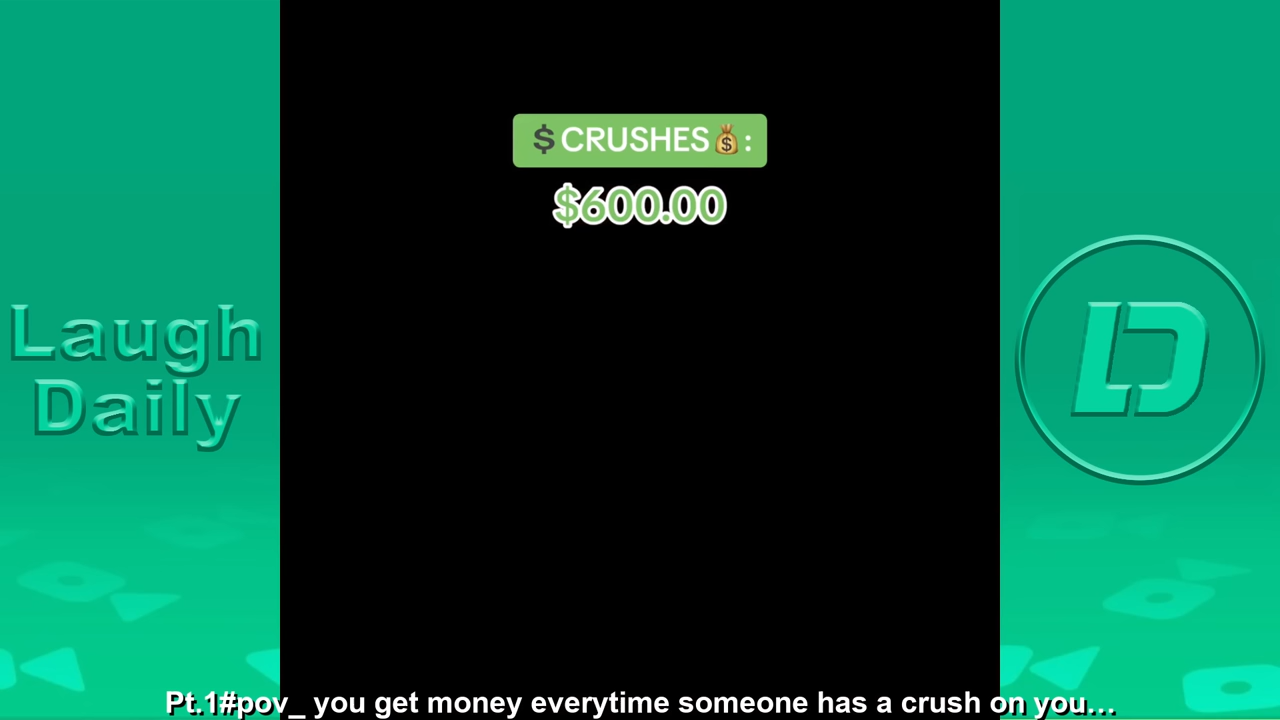 $CRUSHES💰:
$600.00
Laugh
Daily
LD
Pt.1#pov_ you get money everytime someone has a crush on you…